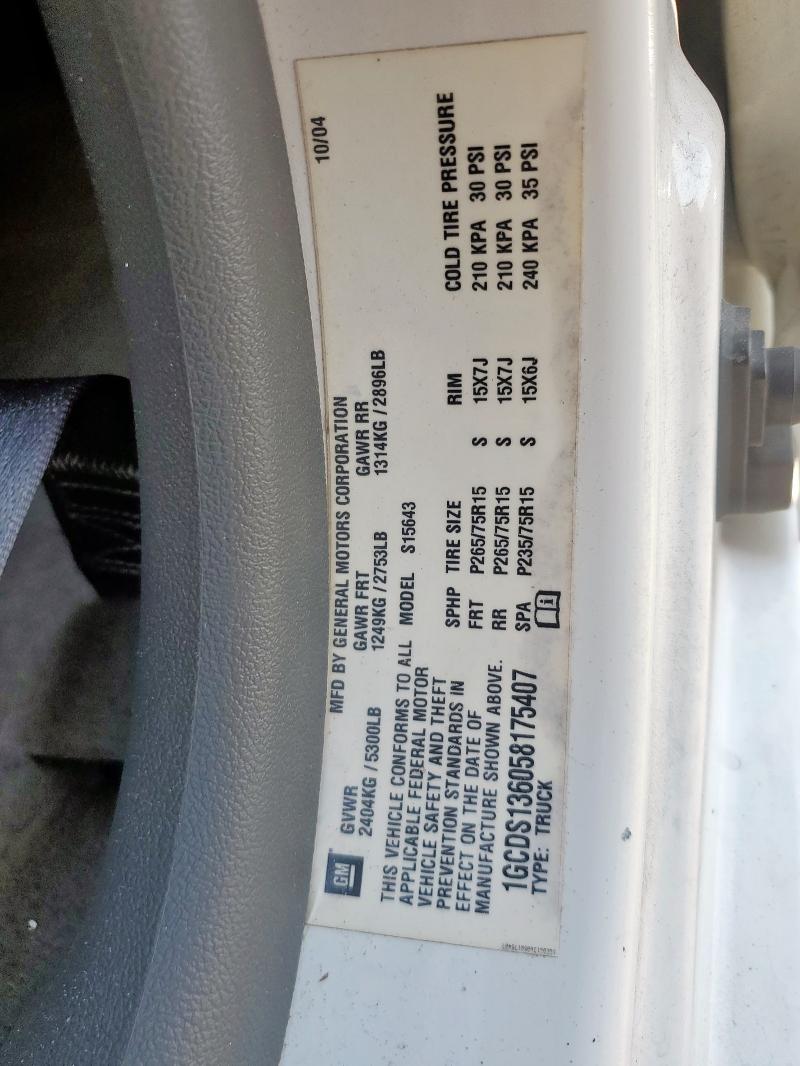 MFD BY GENERAL MOTORS CORPORATION 10/04
GM
GVWR GAWR FRT GAWR RR
2404KG / 5300LB 1249KG / 2753LB 1314KG / 2896LB
THIS VEHICLE CONFORMS TO ALL
APPLICABLE FEDERAL MOTOR
VEHICLE SAFETY AND THEFT
PREVENTION STANDARDS IN
EFFECT ON THE DATE OF
MANUFACTURE SHOWN ABOVE.
MODEL S15643
SPHP TIRE SIZE RIM COLD TIRE PRESSURE
FRT P265/75R15 S 15X7J 210 KPA 30 PSI
RR P265/75R15 S 15X7J 210 KPA 30 PSI
SPA P235/75R15 S 15X6J 240 KPA 35 PSI
1GCDS136058175407
TYPE: TRUCK